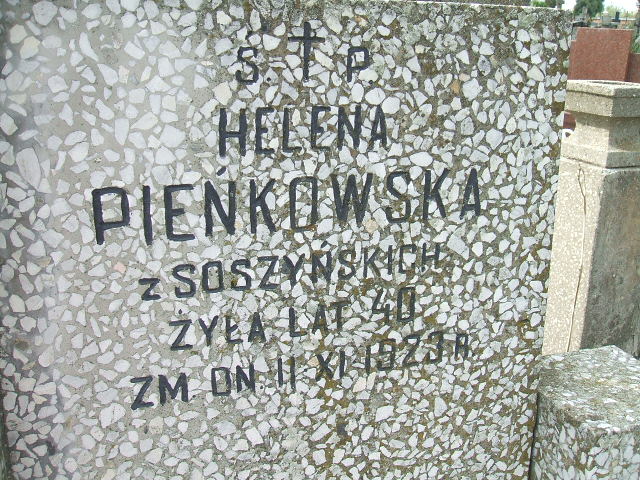 Ś. † P
HELENA
PIEŃKOWSKA
z SOSZYŃSKICH
ŻYŁA LAT 40
ZM DN. 11 XI 1923 R